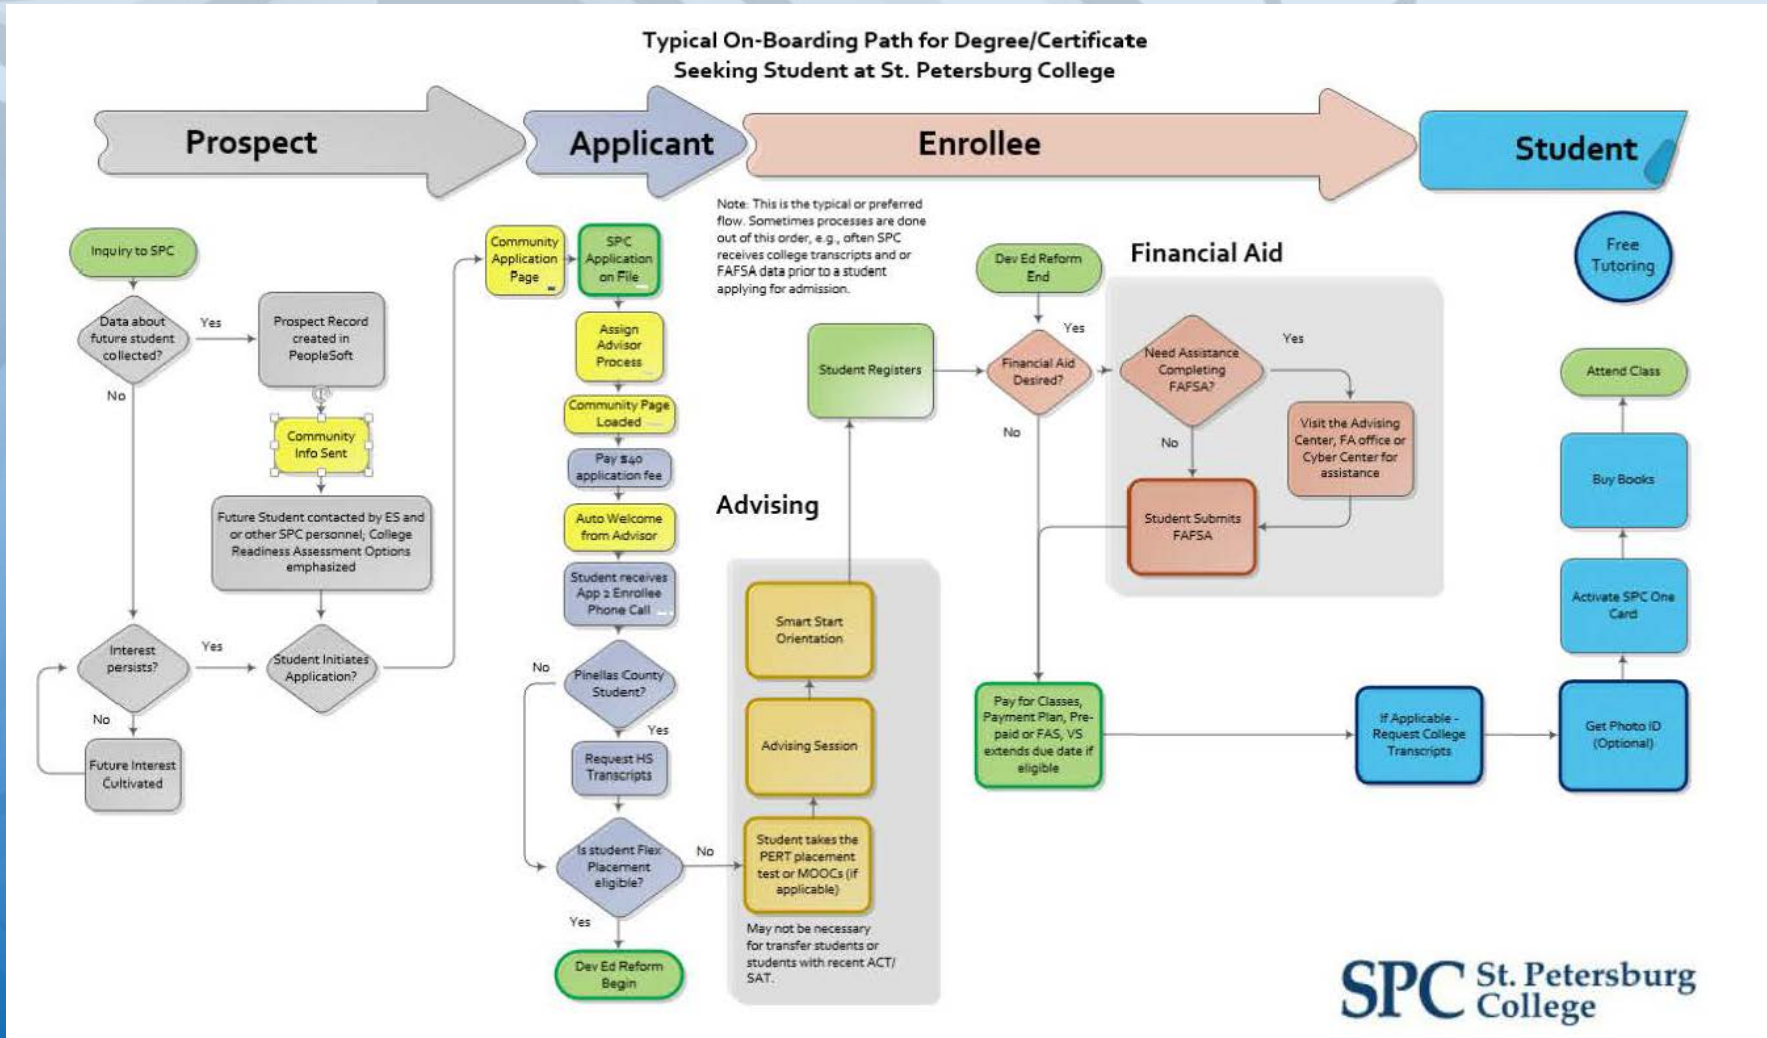 Typical On-Boarding Path for Degree/Certificate
Seeking Student at St. Petersburg College
Prospect
Applicant
Enrollee
Student
Inquiry to SPC
Data about
future student
collected?
Yes
No
Prospect Record
created in
PeopleSoft
Community
Info Sent
Future Student contacted by ES and
or other SPC personnel; College
Readiness Assessment Options
emphasized
Interest
persists?
Yes
No
Student Initiates
Application?
Future Interest
Cultivated
Community
Application
Page
SPC
Application
on File
Assign
Advisor
Process
Community Page
Loaded
Pay $40
application fee
Auto Welcome
from Advisor
Student receives
App 2 Enrollee
Phone Call
Pinellas County
Student?
No
Yes
Request HS
Transcripts
Is student Flex
Placement
eligible?
No
Yes
Dev Ed Reform
Begin
Note: This is the typical or preferred
flow. Sometimes processes are done
out of this order, e.g., often SPC
receives college transcripts and or
FAFSA data prior to a student
applying for admission.
Advising
Smart Start
Orientation
Advising Session
Student takes the
PERT placement
test or MOOCs (if
applicable)
May not be necessary
for transfer students or
students with recent ACT/
SAT.
Student Registers
Dev Ed Reform
End
Financial Aid
Desired?
Yes
No
Financial Aid
Need Assistance
Completing
FAFSA?
Yes
No
Visit the Advising
Center, FA office or
Cyber Center for
assistance
Student Submits
FAFSA
Pay for Classes,
Payment Plan, Pre-
paid or FAS, VS
extends due date if
eligible
If Applicable -
Request College
Transcripts
Get Photo ID
(Optional)
Activate SPC One
Card
Buy Books
Attend Class
Free
Tutoring
SPC St. Petersburg
College